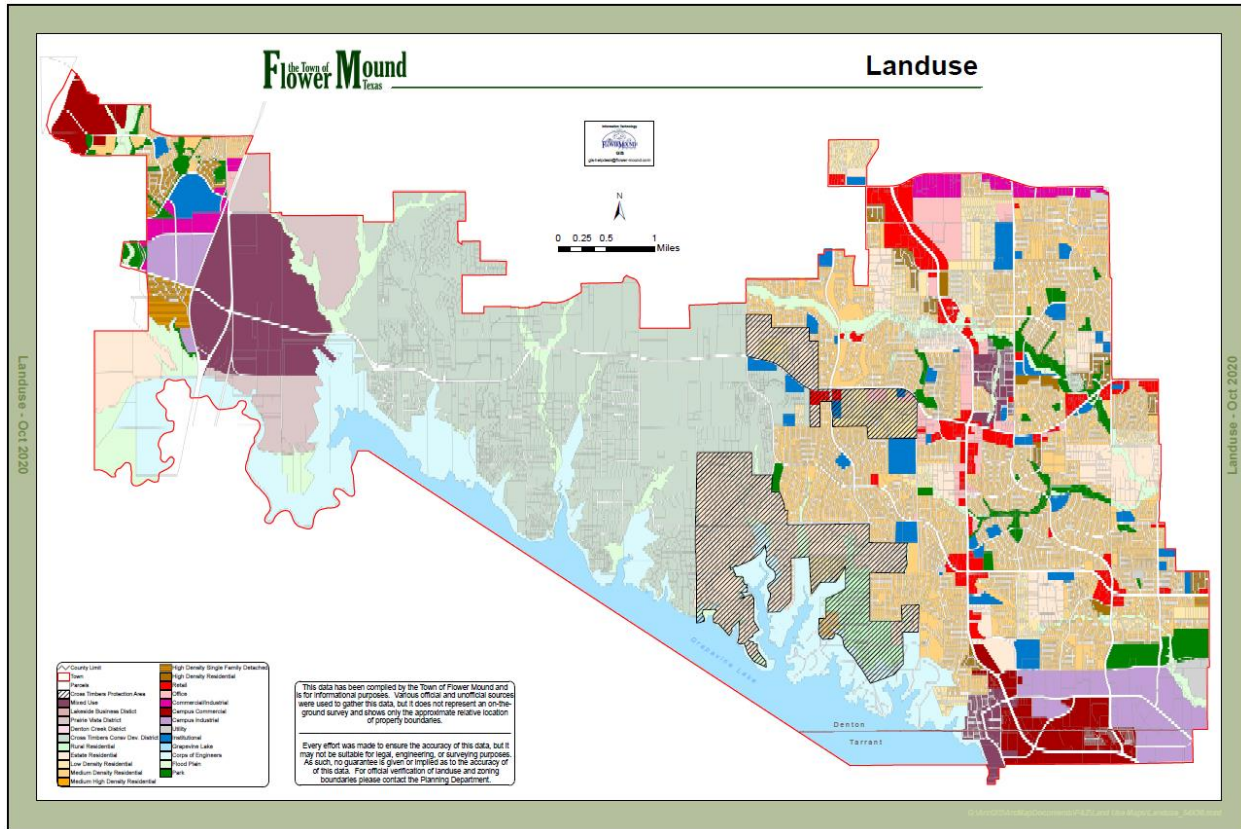 the Town of
Flower Mound
Texas
Landuse
Information Technology
FLOWER MOUND
GIS
N
0 0.25 0.5 1
Miles
Landuse - Oct 2020
Landuse - Oct 2020
Grapevine Lake
Denton
Tarrant
County Limit
Town
Parcels
Cross Timbers Protection Area
Mixed Use
Lakeside Business District
Prairie Vista District
Denton Creek District
Cross Timbers Consv Dev. District
Rural Residential
Estate Residential
Low Density Residential
Medium Density Residential
Medium High Density Residential
High Density Single Family Detached
High Density Residential
Retail
Office
Commercial/Industrial
Campus Commercial
Campus Industrial
Utility
Institutional
Grapevine Lake
Corps of Engineers
Flood Plain
Park
This data has been compiled by the Town of Flower Mound and
is for informational purposes. Various official and unofficial sources
were used to gather this data, but it does not represent an on-the-
ground survey and shows only the approximate relative location
of property boundaries.
Every effort was made to ensure the accuracy of this data, but it
may not be suitable for legal, engineering, or surveying purposes.
As such, no guarantee is given or implied as to the accuracy of
of this data. For official verification of landuse and zoning
boundaries please contact the Planning Department.